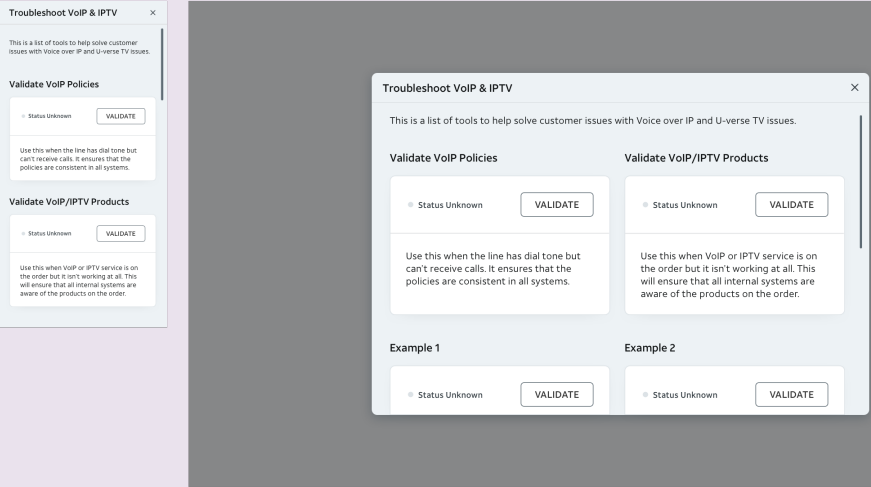 Troubleshoot VoIP & IPTV ×
This is a list of tools to help solve customer
issues with Voice over IP and U-verse TV issues.
Validate VoIP Policies
Status Unknown VALIDATE
Use this when the line has dial tone but
can't receive calls. It ensures that the
policies are consistent in all systems.
Validate VoIP/IPTV Products
Status Unknown VALIDATE
Use this when VoIP or IPTV service is on
the order but it isn't working at all. This
will ensure that all internal systems are
aware of the products on the order.
Troubleshoot VoIP & IPTV ×
This is a list of tools to help solve customer issues with Voice over IP and U-verse TV issues.
Validate VoIP Policies
Status Unknown VALIDATE
Use this when the line has dial tone but
can't receive calls. It ensures that the
policies are consistent in all systems.
Validate VoIP/IPTV Products
Status Unknown VALIDATE
Use this when VoIP or IPTV service is on
the order but it isn't working at all. This
will ensure that all internal systems are
aware of the products on the order.
Example 1
Status Unknown VALIDATE
Example 2
Status Unknown VALIDATE